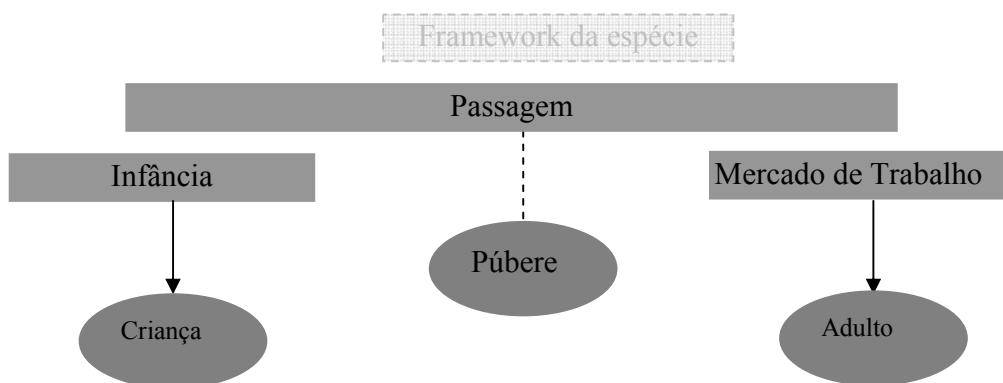 Framework da espécie
Passagem
Infância
Mercado de Trabalho
Púbere
Criança
Adulto